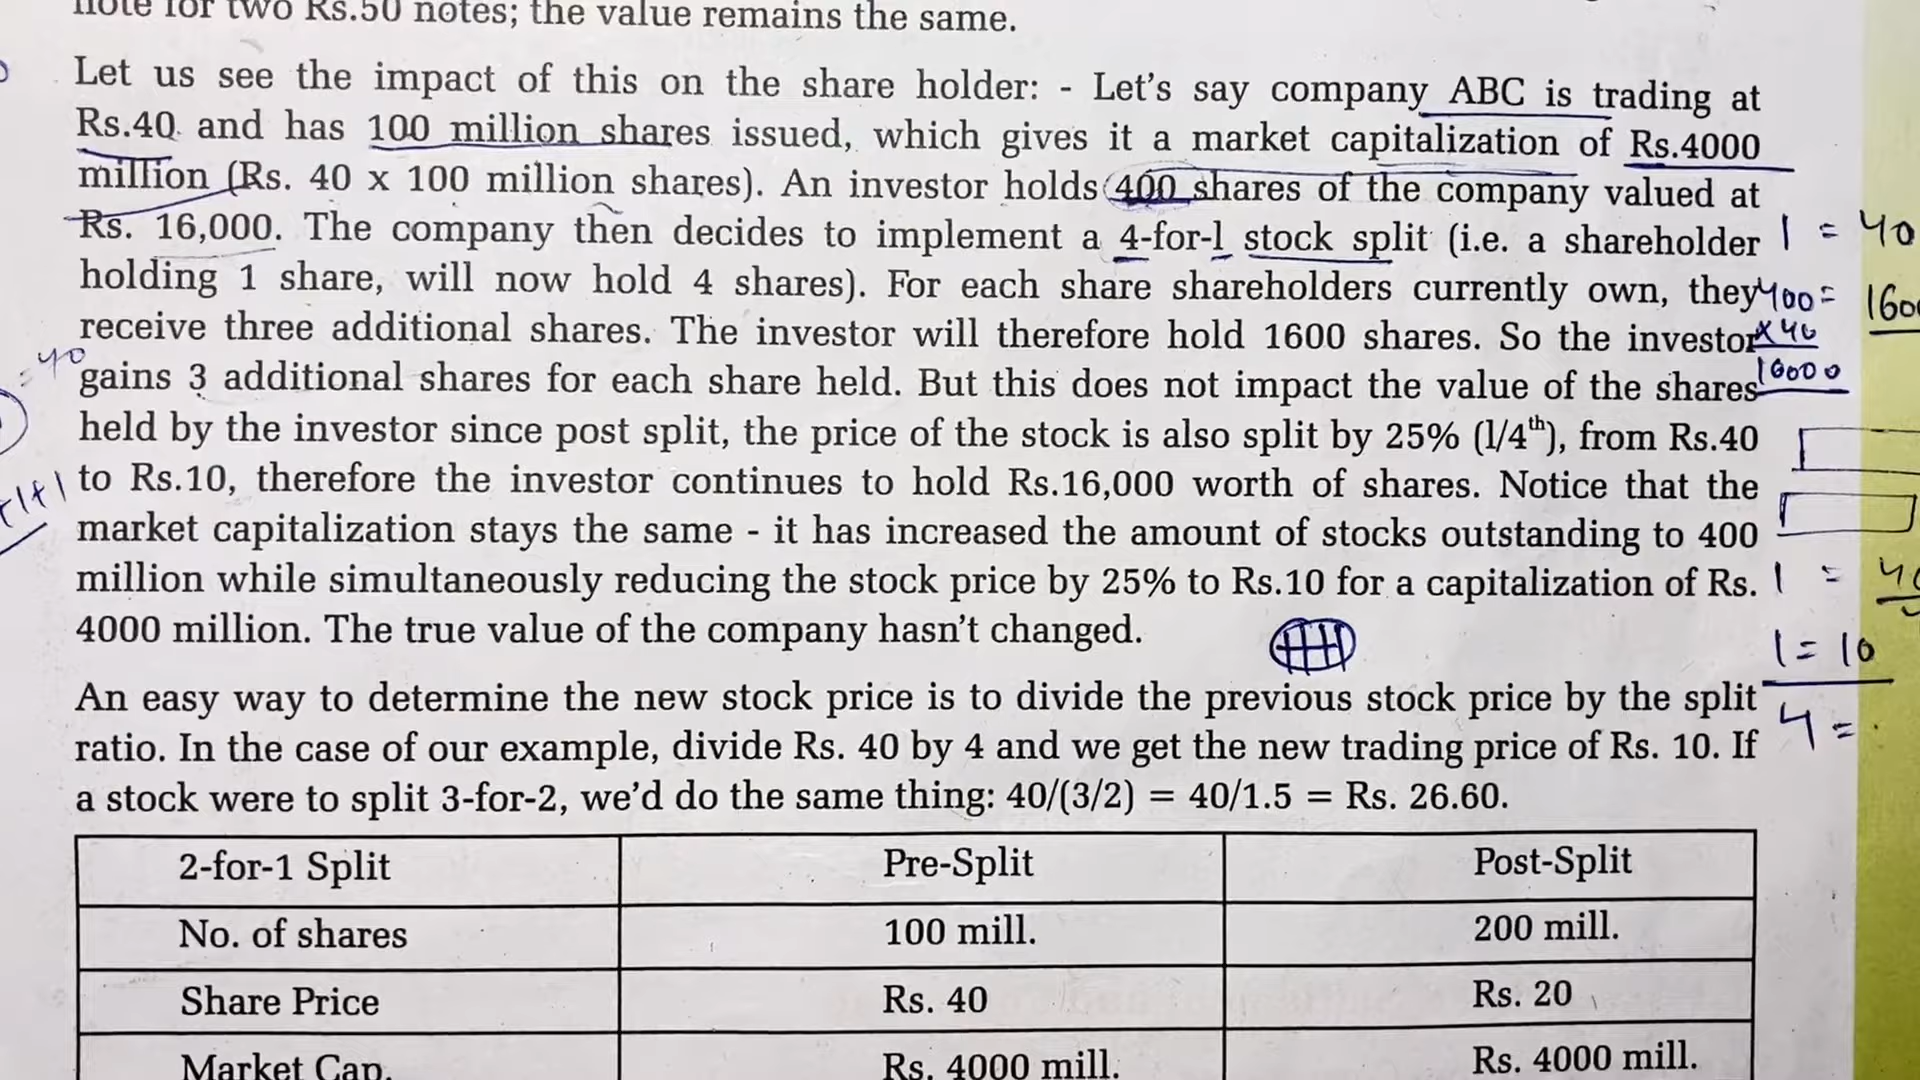 note for two Rs.50 notes; the value remains the same.
Let us see the impact of this on the share holder: - Let's say company ABC is trading at
Rs.40 and has 100 million shares issued, which gives it a market capitalization of Rs.4000
million (Rs. 40 x 100 million shares). An investor holds 400 shares of the company valued at
Rs. 16,000. The company then decides to implement a 4-for-1 stock split (i.e. a shareholder
1 = 40
holding 1 share, will now hold 4 shares). For each share shareholders currently own, they
400 =
receive three additional shares. The investor will therefore hold 1600 shares. So the investor
x 40
= 40
gains 3 additional shares for each share held. But this does not impact the value of the shares
16000
held by the investor since post split, the price of the stock is also split by 25% (1/4th), from Rs.40
to Rs.10, therefore the investor continues to hold Rs.16,000 worth of shares. Notice that the
market capitalization stays the same - it has increased the amount of stocks outstanding to 400
million while simultaneously reducing the stock price by 25% to Rs.10 for a capitalization of Rs.
1 = 40
4000 million. The true value of the company hasn't changed.
1 = 10
An easy way to determine the new stock price is to divide the previous stock price by the split
4 =
ratio. In the case of our example, divide Rs. 40 by 4 and we get the new trading price of Rs. 10. If
a stock were to split 3-for-2, we'd do the same thing: 40/(3/2) = 40/1.5 = Rs. 26.60.
2-for-1 Split Pre-Split Post-Split
No. of shares 100 mill. 200 mill.
Share Price Rs. 40 Rs. 20
Market Cap. Rs. 4000 mill. Rs. 4000 mill.